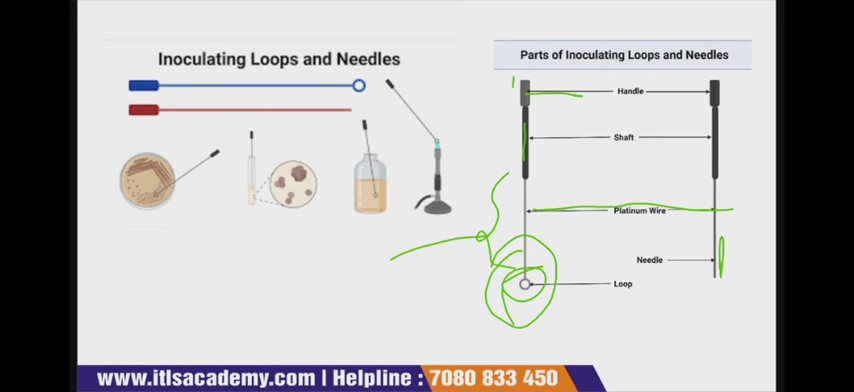 Inoculating Loops and Needles
Parts of Inoculating Loops and Needles
Handle
Shaft
Platinum Wire
Needle
Loop
www.itlsacademy.com | Helpline : 7080 833 450